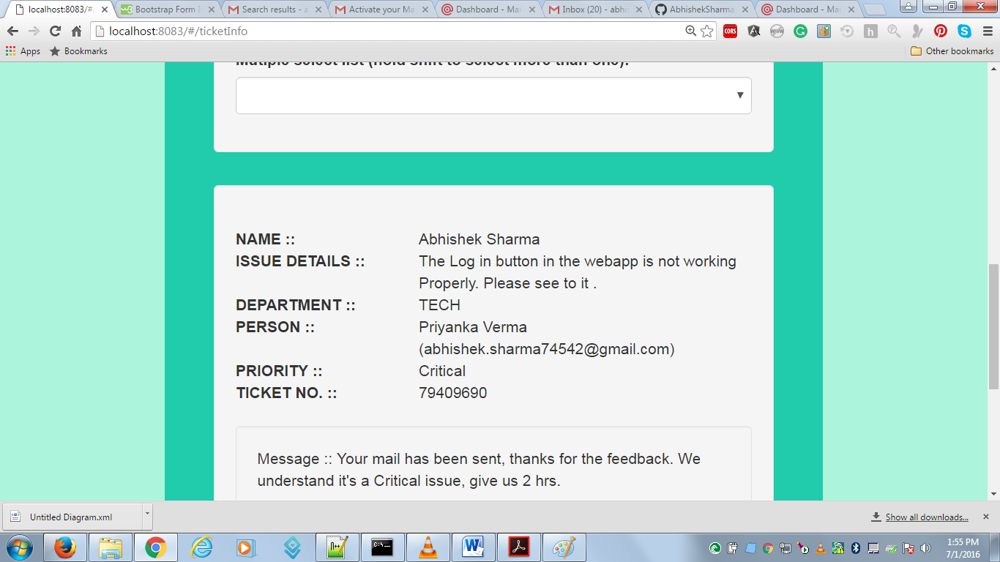 localhost:8083/#/
Bootstrap Form I
Search results - a
Activate your Ma
Dashboard - Mai
Inbox (20) - abhis
AbhishekSharma
Dashboard - Mai
localhost:8083/#/ticketInfo
CORS
Apps
Bookmarks
Other bookmarks
Mutiple select list (hold shift to select more than one):
NAME :: Abhishek Sharma
ISSUE DETAILS :: The Log in button in the webapp is not working
Properly. Please see to it .
DEPARTMENT :: TECH
PERSON :: Priyanka Verma
(abhishek.sharma74542@gmail.com)
PRIORITY :: Critical
TICKET NO. :: 79409690
Message :: Your mail has been sent, thanks for the feedback. We
understand it's a Critical issue, give us 2 hrs.
Untitled Diagram.xml
Show all downloads...
1:55 PM
7/1/2016